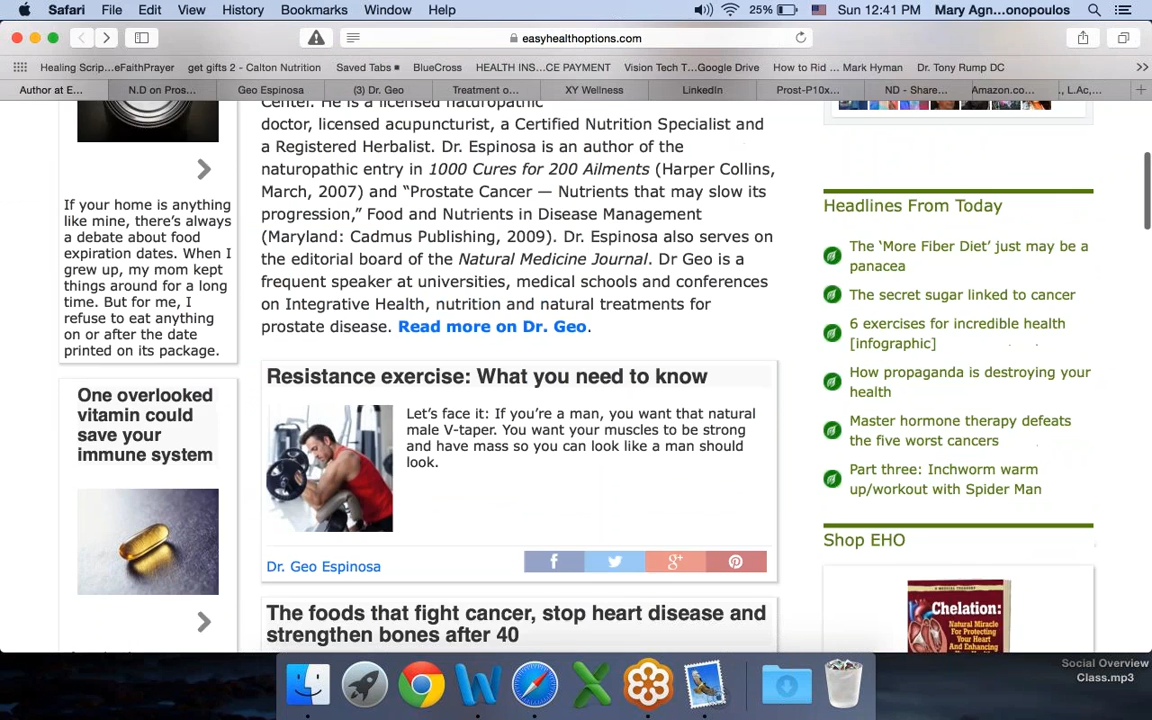 Safari File Edit View History Bookmarks Window Help 25% Sun 12:41 PM Mary Agn...onopoulos
easyhealthoptions.com
Healing Scrip...eFaithPrayer get gifts 2 - Calton Nutrition Saved Tabs BlueCross HEALTH INS...CE PAYMENT Vision Tech T...Google Drive How to Rid ... Mark Hyman Dr. Tony Rump DC
Author at E... N.D on Pros... Geo Espinosa (3) Dr. Geo Treatment o... XY Wellness LinkedIn Prost-P10x... ND - Share... Amazon.co... , L.Ac,...
If your home is anything
like mine, there's always
a debate about food
expiration dates. When I
grew up, my mom kept
things around for a long
time. But for me, I
refuse to eat anything
on or after the date
printed on its package.
One overlooked
vitamin could
save your
immune system
Center. He is a licensed naturopathic
doctor, licensed acupuncturist, a Certified Nutrition Specialist and
a Registered Herbalist. Dr. Espinosa is an author of the
naturopathic entry in 1000 Cures for 200 Ailments (Harper Collins,
March, 2007) and “Prostate Cancer — Nutrients that may slow its
progression,” Food and Nutrients in Disease Management
(Maryland: Cadmus Publishing, 2009). Dr. Espinosa also serves on
the editorial board of the Natural Medicine Journal. Dr Geo is a
frequent speaker at universities, medical schools and conferences
on Integrative Health, nutrition and natural treatments for
prostate disease. Read more on Dr. Geo.
Resistance exercise: What you need to know
Let's face it: If you're a man, you want that natural
male V-taper. You want your muscles to be strong
and have mass so you can look like a man should
look.
Dr. Geo Espinosa
The foods that fight cancer, stop heart disease and
strengthen bones after 40
Headlines From Today
The ‘More Fiber Diet’ just may be a
panacea
The secret sugar linked to cancer
6 exercises for incredible health
[infographic]
How propaganda is destroying your
health
Master hormone therapy defeats
the five worst cancers
Part three: Inchworm warm
up/workout with Spider Man
Shop EHO
Chelation:
Natural Miracle
For Protecting
Your Heart
And Enhancing
Social Overview
Class.mp3